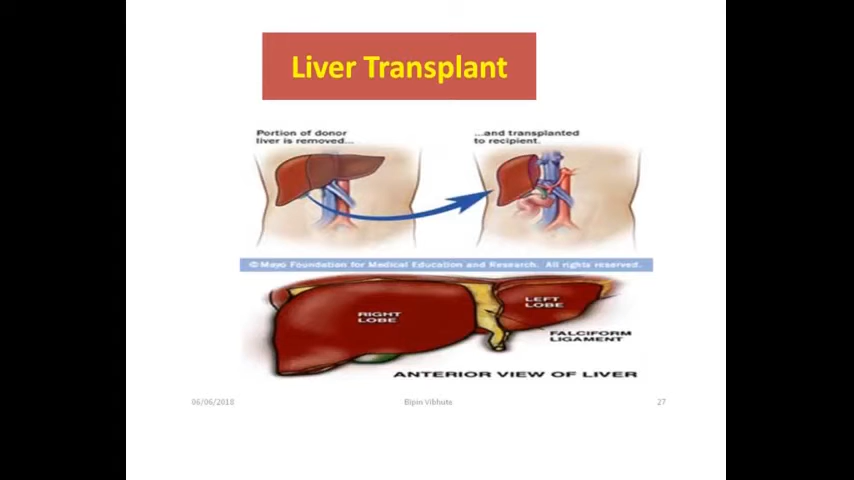 Liver Transplant
Portion of donor
liver is removed...
...and transplanted
to recipient.
©Mayo Foundation for Medical Education and Research. All rights reserved.
RIGHT
LOBE
LEFT
LOBE
FALCIFORM
LIGAMENT
ANTERIOR VIEW OF LIVER
06/06/2018
Bipin Vibhute
27